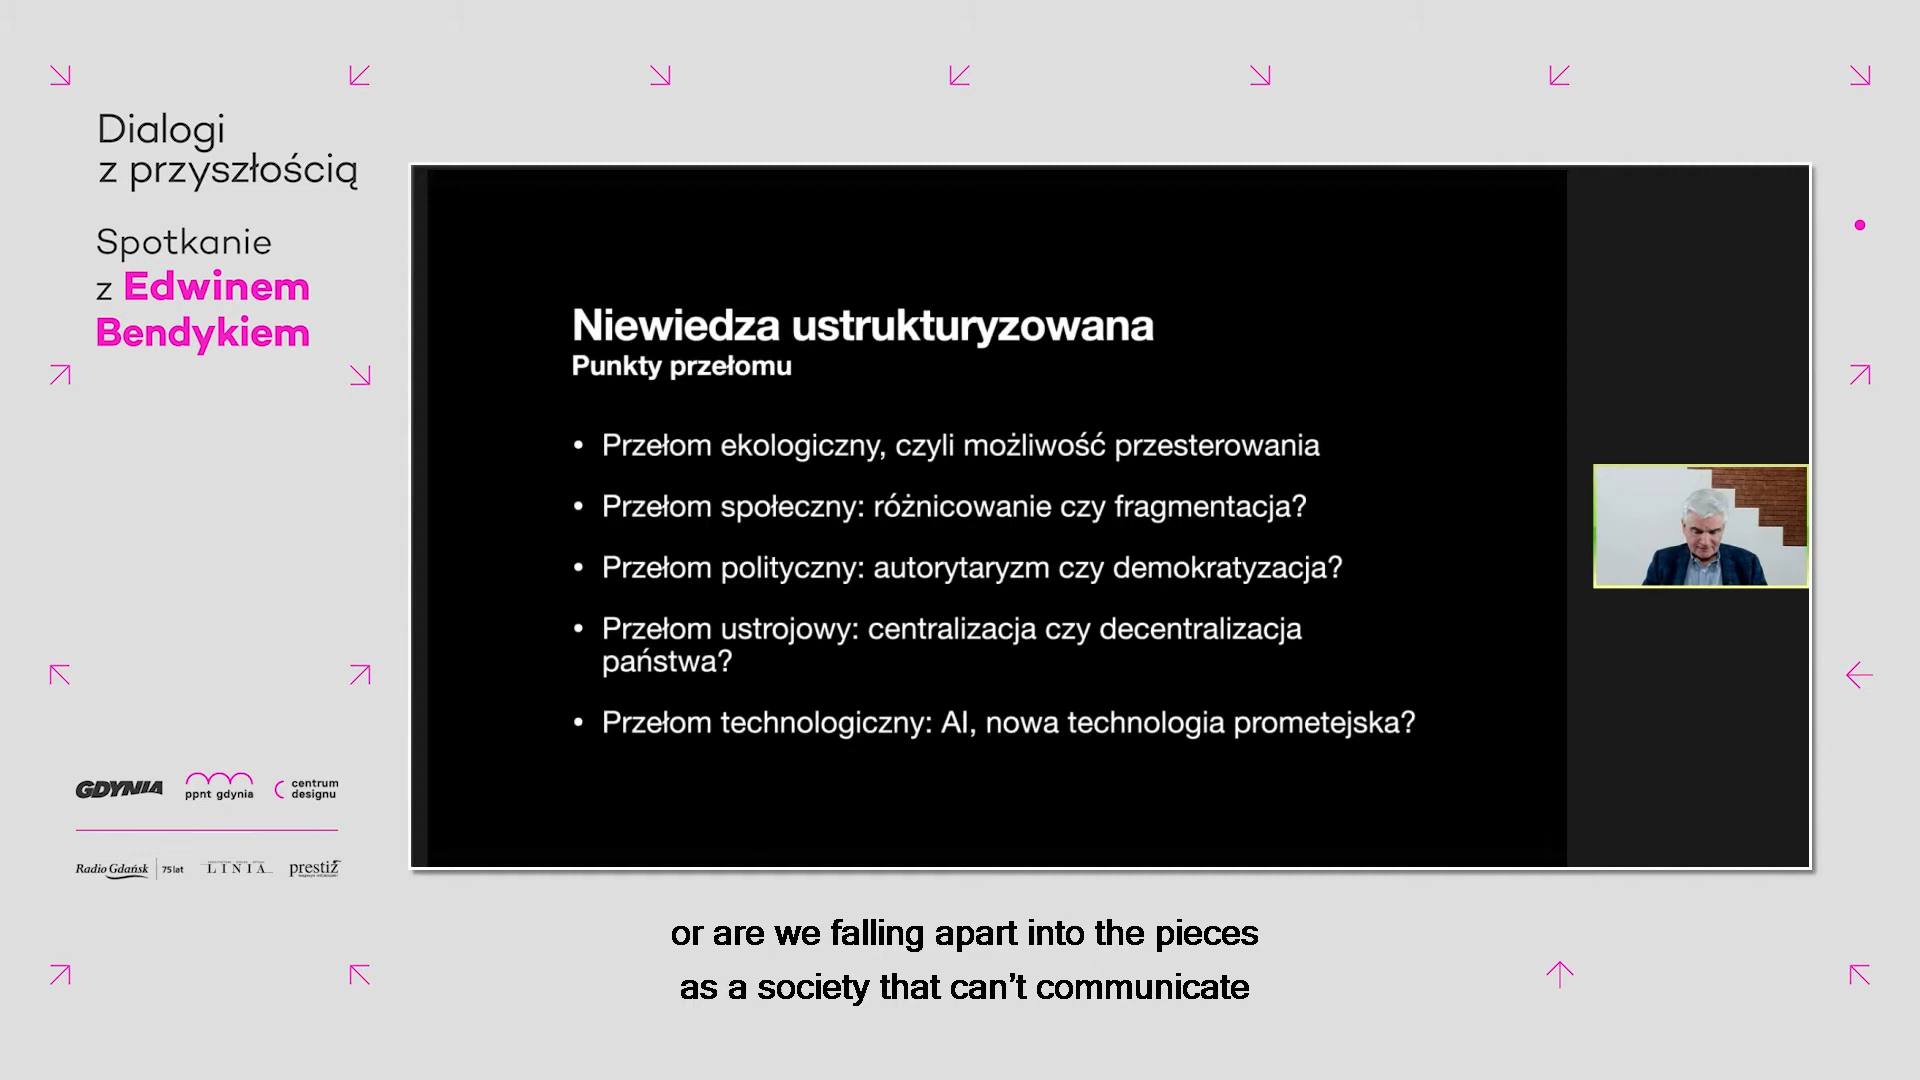 Dialogi
z przyszłością
Spotkanie
z Edwinem
Bendykiem
Niewiedza ustrukturyzowana
Punkty przełomu
• Przełom ekologiczny, czyli możliwość przesterowania
• Przełom społeczny: różnicowanie czy fragmentacja?
• Przełom polityczny: autorytaryzm czy demokratyzacja?
• Przełom ustrojowy: centralizacja czy decentralizacja
państwa?
• Przełom technologiczny: AI, nowa technologia prometejska?
GDYNIA
ppnt gdynia
centrum
designu
Radio Gdańsk 75 lat
LINIA
prestiż
or are we falling apart into the pieces
as a society that can’t communicate